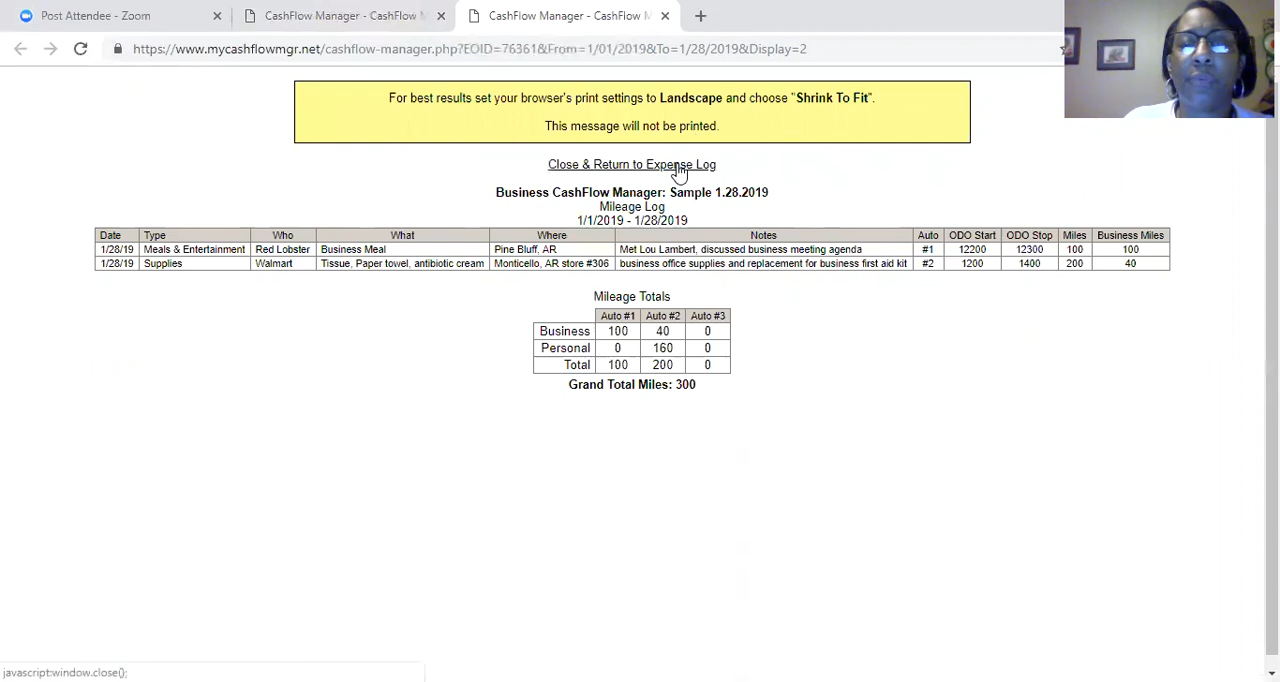 Post Attendee - Zoom
CashFlow Manager - CashFlow M
CashFlow Manager - CashFlow M
https://www.mycashflowmgr.net/cashflow-manager.php?EOID=76361&From=1/01/2019&To=1/28/2019&Display=2
For best results set your browser's print settings to Landscape and choose "Shrink To Fit".
This message will not be printed.
Close & Return to Expense Log
Business CashFlow Manager: Sample 1.28.2019
Mileage Log
1/1/2019 - 1/28/2019
Date Type Who What Where Notes Auto ODO Start ODO Stop Miles Business Miles
1/28/19 Meals & Entertainment Red Lobster Business Meal Pine Bluff, AR Met Lou Lambert, discussed business meeting agenda #1 12200 12300 100 100
1/28/19 Supplies Walmart Tissue, Paper towel, antibiotic cream Monticello, AR store #306 business office supplies and replacement for business first aid kit #2 1200 1400 200 40
Mileage Totals
Auto #1 Auto #2 Auto #3
Business 100 40 0
Personal 0 160 0
Total 100 200 0
Grand Total Miles: 300
javascript:window.close();